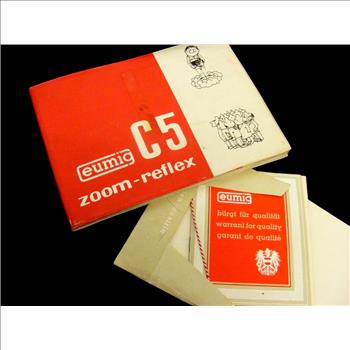 eumig
C5
zoom-reflex
eumig
bürgt für qualität
warrant for quality
garant de qualité